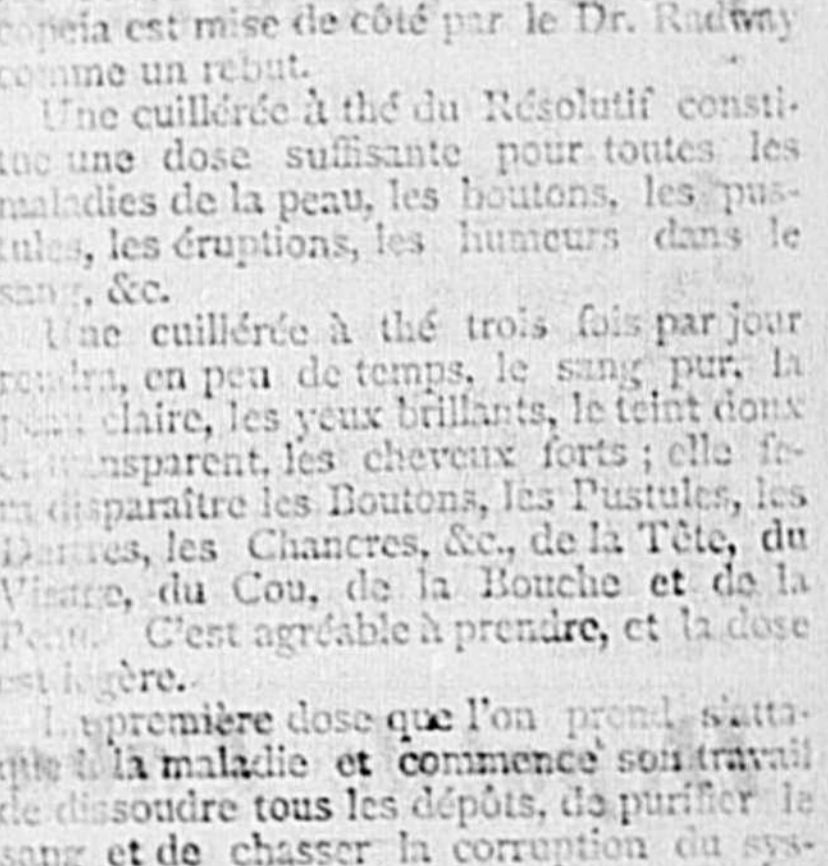 copeia est mise de côté par le Dr. Radway
comme un rebut.
Une cuillérée à thé du Résolutif consti-
tue une dose suffisante pour toutes les
maladies de la peau, les boutons, les pus-
tules, les éruptions, les humeurs dans le
sang, &c.
Une cuillérée à thé trois fois par jour
rendra, en peu de temps, le sang pur, la
peau claire, les yeux brillants, le teint doux
et transparent, les cheveux forts ; elle fe-
ra disparaître les Boutons, les Pustules, les
Dartres, les Chancres, &c., de la Tête, du
Visage, du Cou, de la Bouche et de la
Peau. C'est agréable à prendre, et la dose
est légère.
La première dose que l'on prend s'atta-
que à la maladie et commence son travail
de dissoudre tous les dépôts, de purifier le
sang et de chasser la corruption du sys-